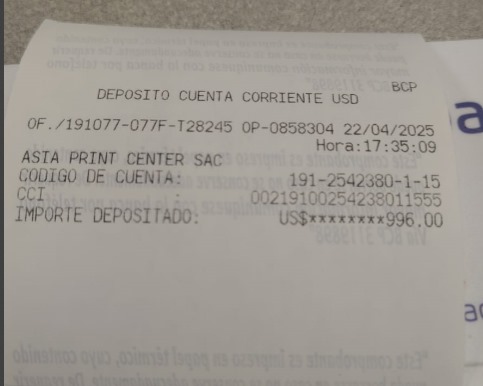 BCP
DEPOSITO CUENTA CORRIENTE USD
OF./191077-077F-T28245 OP-0858304 22/04/2025
Hora:17:35:09
ASIA PRINT CENTER SAC
CODIGO DE CUENTA: 191-2542380-1-15
CCI : 00219100254238011555
IMPORTE DEPOSITADO: US$********996.00